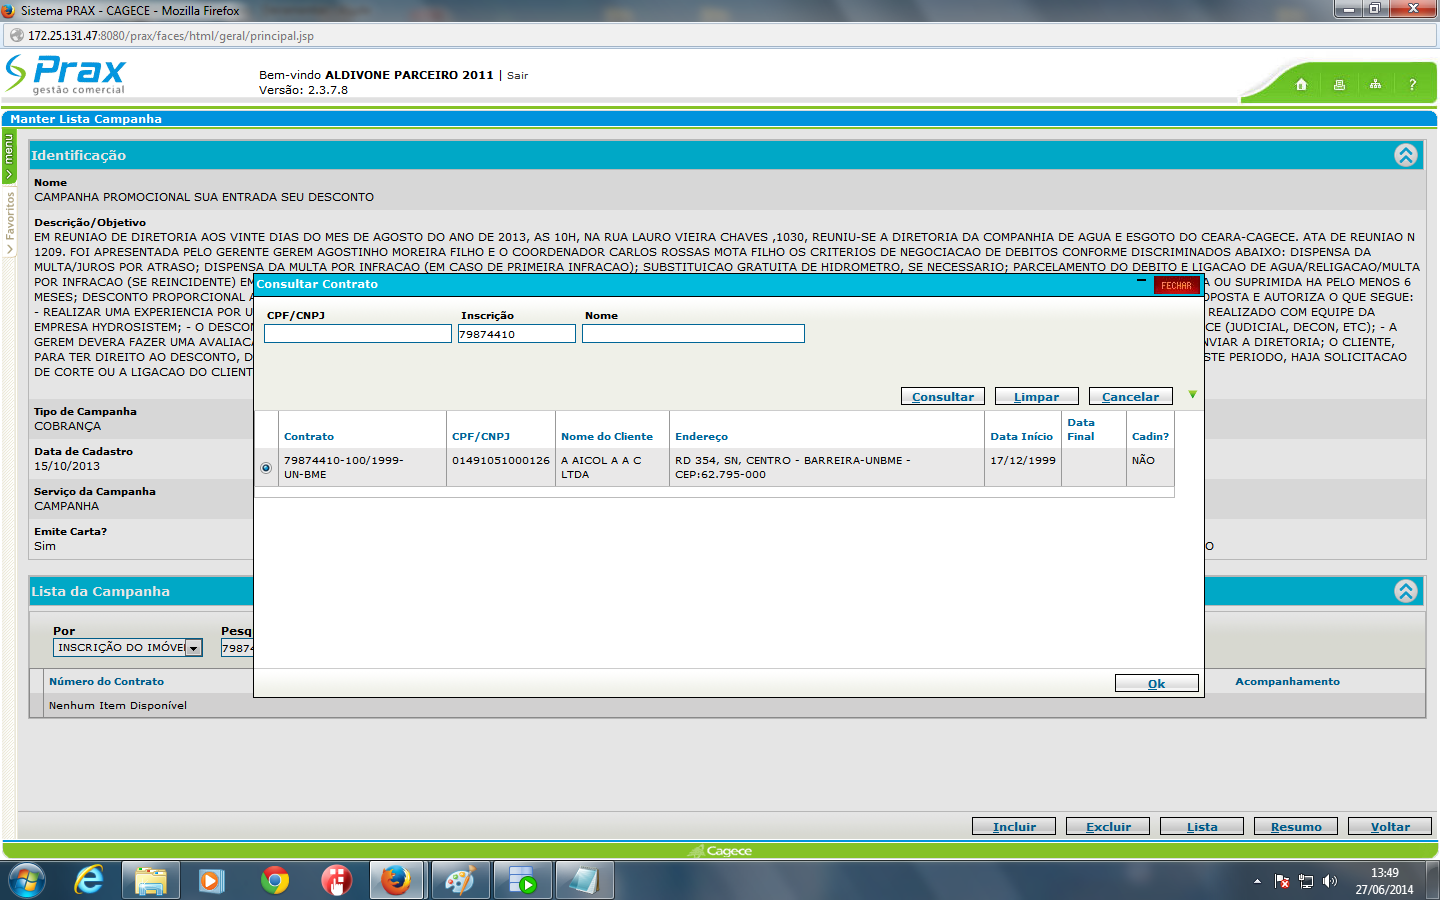 Sistema PRAX - CAGECE - Mozilla Firefox
172.25.131.47:8080/prax/faces/html/geral/principal.jsp
Prax
gestão comercial
Bem-vindo ALDIVONE PARCEIRO 2011 | Sair
Versão: 2.3.7.8
?
Manter Lista Campanha
menu
Favoritos
Identificação
Nome
CAMPANHA PROMOCIONAL SUA ENTRADA SEU DESCONTO
Descrição/Objetivo
EM REUNIAO DE DIRETORIA AOS VINTE DIAS DO MES DE AGOSTO DO ANO DE 2013, AS 10H, NA RUA LAURO VIEIRA CHAVES ,1030, REUNIU-SE A DIRETORIA DA COMPANHIA DE AGUA E ESGOTO DO CEARA-CAGECE. ATA DE REUNIAO N
1209. FOI APRESENTADA PELO GERENTE GEREM AGOSTINHO MOREIRA FILHO E O COORDENADOR CARLOS ROSSAS MOTA FILHO OS CRITERIOS DE NEGOCIACAO DE DEBITOS CONFORME DISCRIMINADOS ABAIXO: DISPENSA DA
MULTA/JUROS POR ATRASO; DISPENSA DA MULTA POR INFRACAO (EM CASO DE PRIMEIRA INFRACAO); SUBSTITUICAO GRATUITA DE HIDROMETRO, SE NECESSARIO; PARCELAMENTO DO DEBITO E LIGACAO DE AGUA/RELIGACAO/MULTA
POR INFRACAO (SE REINCIDENTE) EM
A OU SUPRIMIDA HA PELO MENOS 6
MESES; DESCONTO PROPORCIONAL A
OPOSTA E AUTORIZA O QUE SEGUE:
- REALIZAR UMA EXPERIENCIA POR U
REALIZADO COM EQUIPE DA
EMPRESA HYDROSISTEM; - O DESCON
CE (JUDICIAL, DECON, ETC); - A
GEREM DEVERA FAZER UMA AVALIAC
NVIAR A DIRETORIA; O CLIENTE,
PARA TER DIREITO AO DESCONTO, D
STE PERIODO, HAJA SOLICITACAO
DE CORTE OU A LIGACAO DO CLIENT
Tipo de Campanha
COBRANÇA
Data de Cadastro
15/10/2013
Serviço da Campanha
CAMPANHA
Emite Carta?
Sim
O
Consultar Contrato
FECHAR
CPF/CNPJ Inscrição Nome
79874410
Consultar Limpar Cancelar
Contrato CPF/CNPJ Nome do Cliente Endereço Data Início Data Final Cadin?
79874410-100/1999- 01491051000126 A AICOL A A C RD 354, SN, CENTRO - BARREIRA-UNBME - 17/12/1999 NÃO
UN-BME LTDA CEP:62.795-000
Ok
Lista da Campanha
Por Pesq
INSCRIÇÃO DO IMÓVE 7987
Número do Contrato Acompanhamento
Nenhum Item Disponível
Incluir Excluir Lista Resumo Voltar
Cagece
13:49
27/06/2014